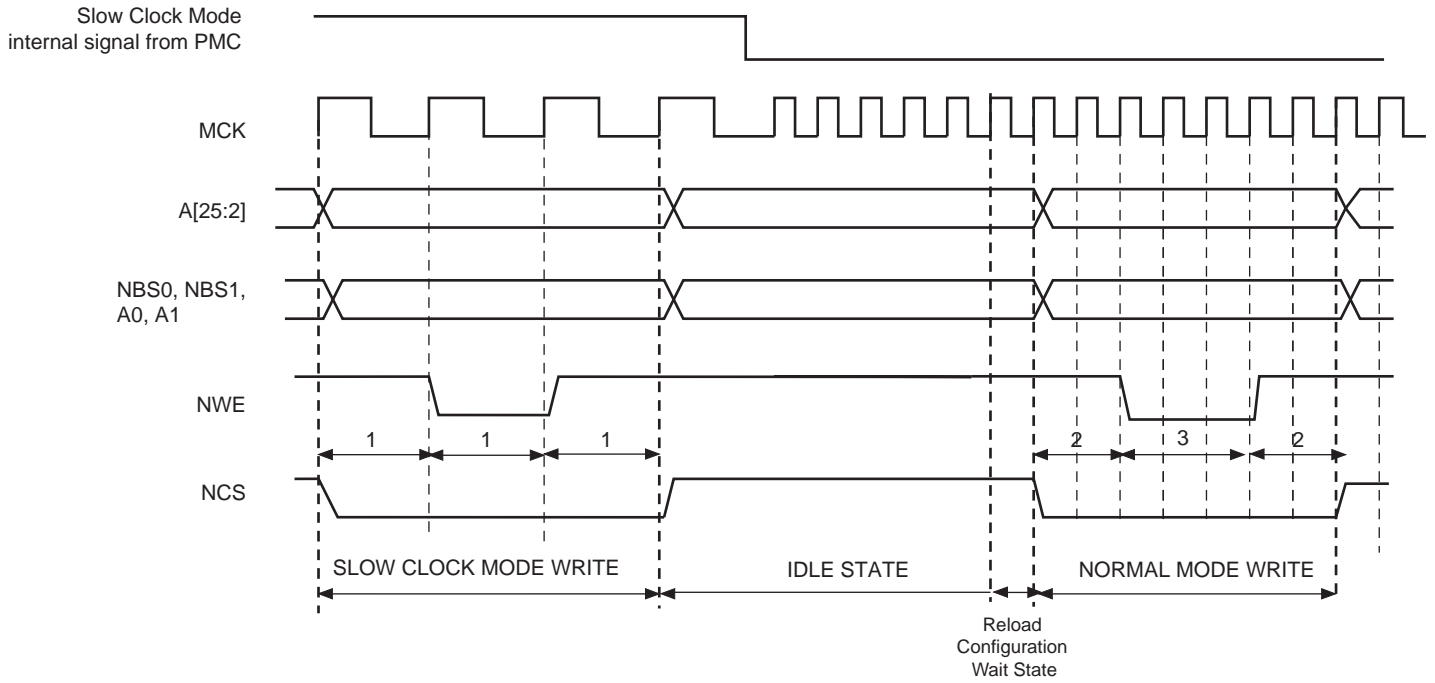 Slow Clock Mode
internal signal from PMC
MCK
A[25:2]
NBS0, NBS1,
A0, A1
NWE
1 1 1 2 3 2
NCS
SLOW CLOCK MODE WRITE IDLE STATE NORMAL MODE WRITE
Reload
Configuration
Wait State